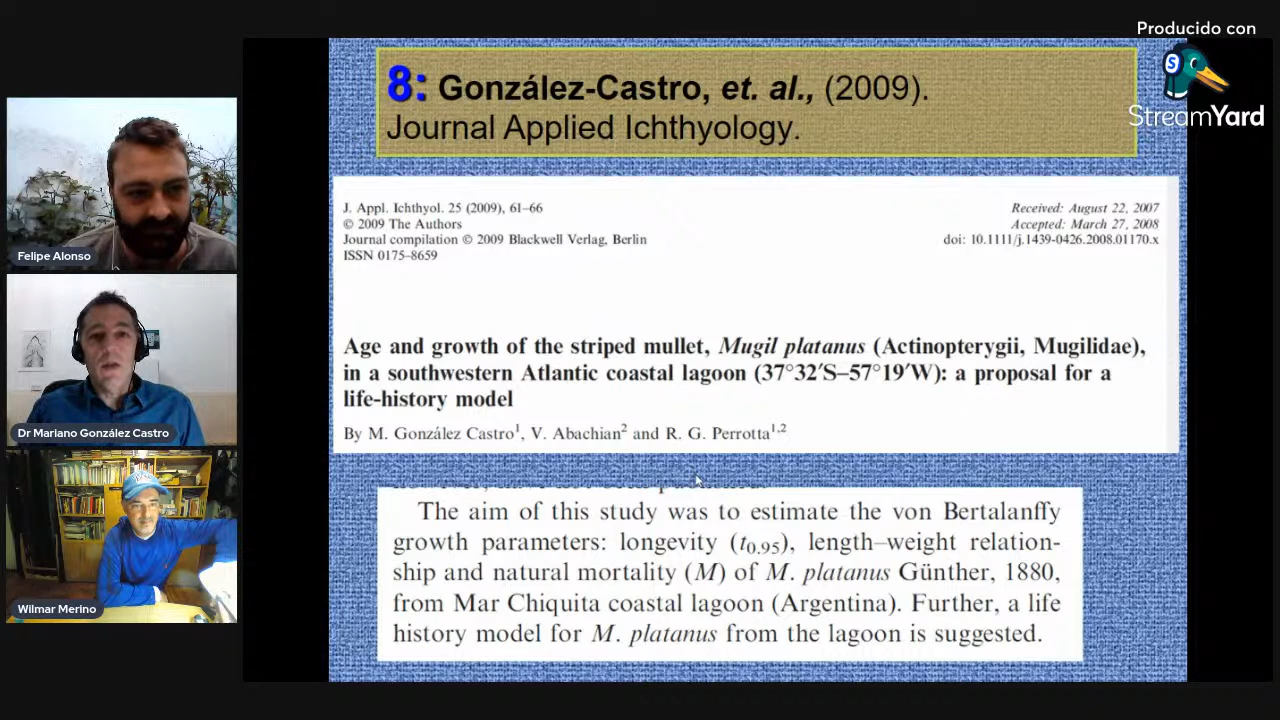 Producido con
StreamYard
8: González-Castro, et. al., (2009).
Journal Applied Ichthyology.
J. Appl. Ichthyol. 25 (2009), 61–66
© 2009 The Authors
Journal compilation © 2009 Blackwell Verlag, Berlin
ISSN 0175–8659
Received: August 22, 2007
Accepted: March 27, 2008
doi: 10.1111/j.1439-0426.2008.01170.x
Age and growth of the striped mullet, Mugil platanus (Actinopterygii, Mugilidae),
in a southwestern Atlantic coastal lagoon (37°32′S–57°19′W): a proposal for a
life-history model
By M. González Castro¹, V. Abachian² and R. G. Perrotta¹,²
The aim of this study was to estimate the von Bertalanffy
growth parameters: longevity (t0.95), length–weight relation-
ship and natural mortality (M) of M. platanus Günther, 1880,
from Mar Chiquita coastal lagoon (Argentina). Further, a life
history model for M. platanus from the lagoon is suggested.
Felipe Alonso
Dr Mariano González Castro
Wilmar Merino